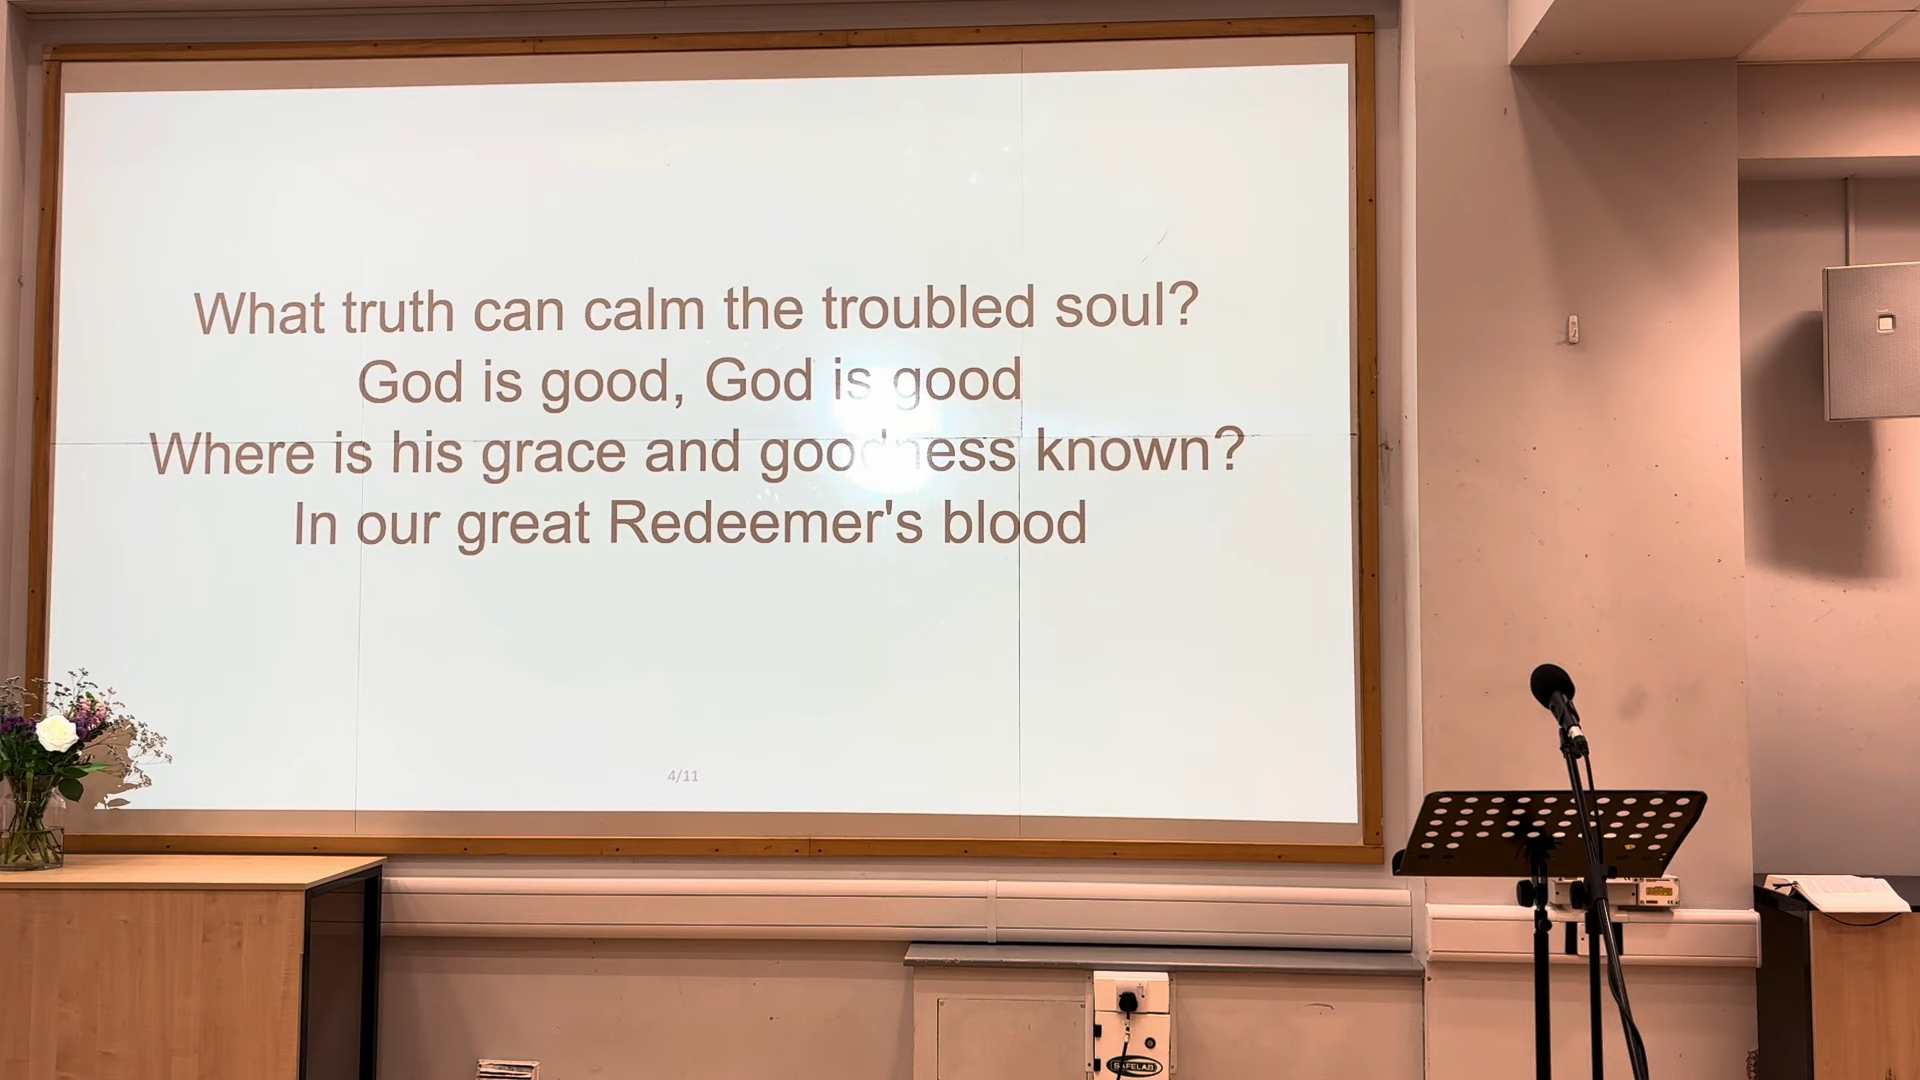 What truth can calm the troubled soul?
God is good, God is good
Where is his grace and goodness known?
In our great Redeemer's blood
4/11
SAFELAB